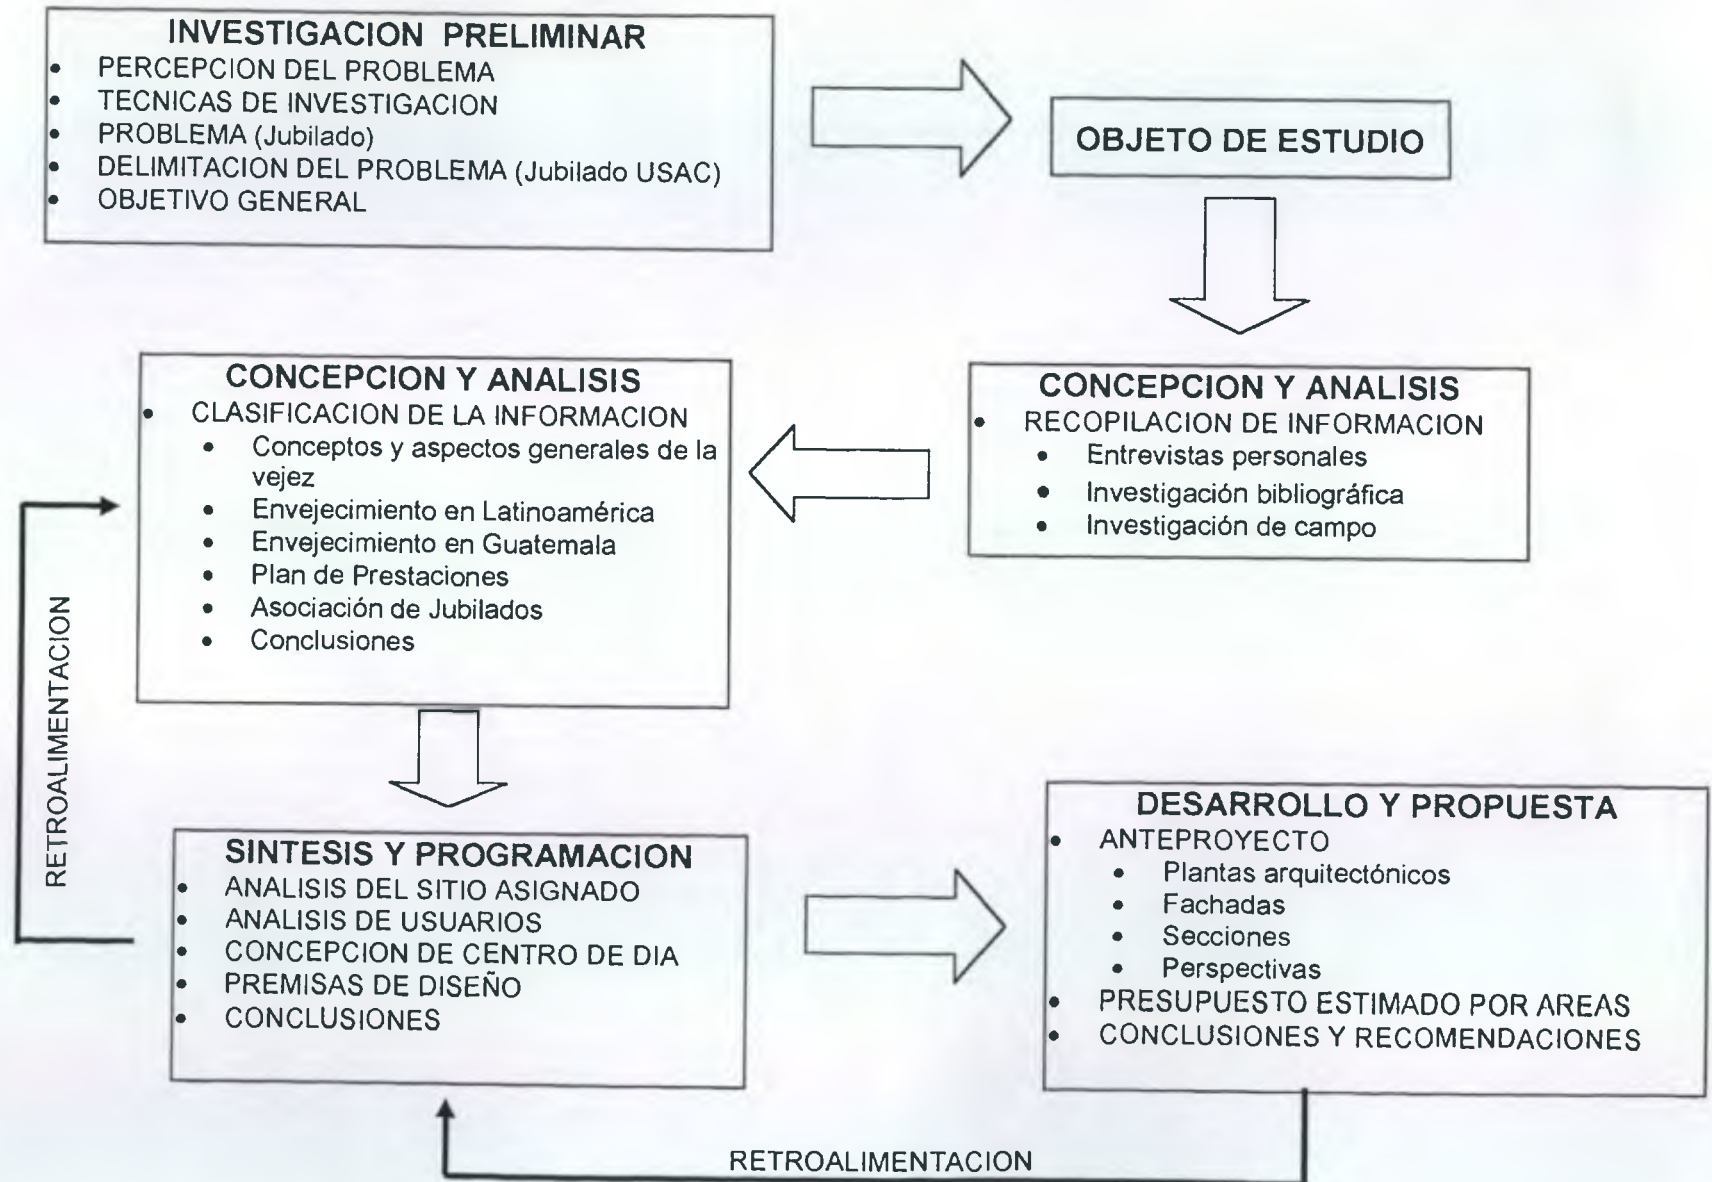 INVESTIGACION PRELIMINAR
• PERCEPCION DEL PROBLEMA
• TECNICAS DE INVESTIGACION
• PROBLEMA (Jubilado)
• DELIMITACION DEL PROBLEMA (Jubilado USAC)
• OBJETIVO GENERAL
OBJETO DE ESTUDIO
CONCEPCION Y ANALISIS
• RECOPILACION DE INFORMACION
• Entrevistas personales
• Investigación bibliográfica
• Investigación de campo
CONCEPCION Y ANALISIS
• CLASIFICACION DE LA INFORMACION
• Conceptos y aspectos generales de la
vejez
• Envejecimiento en Latinoamérica
• Envejecimiento en Guatemala
• Plan de Prestaciones
• Asociación de Jubilados
• Conclusiones
RETROALIMENTACION
SINTESIS Y PROGRAMACION
• ANALISIS DEL SITIO ASIGNADO
• ANALISIS DE USUARIOS
• CONCEPCION DE CENTRO DE DIA
• PREMISAS DE DISEÑO
• CONCLUSIONES
DESARROLLO Y PROPUESTA
• ANTEPROYECTO
• Plantas arquitectónicos
• Fachadas
• Secciones
• Perspectivas
• PRESUPUESTO ESTIMADO POR AREAS
• CONCLUSIONES Y RECOMENDACIONES
RETROALIMENTACION